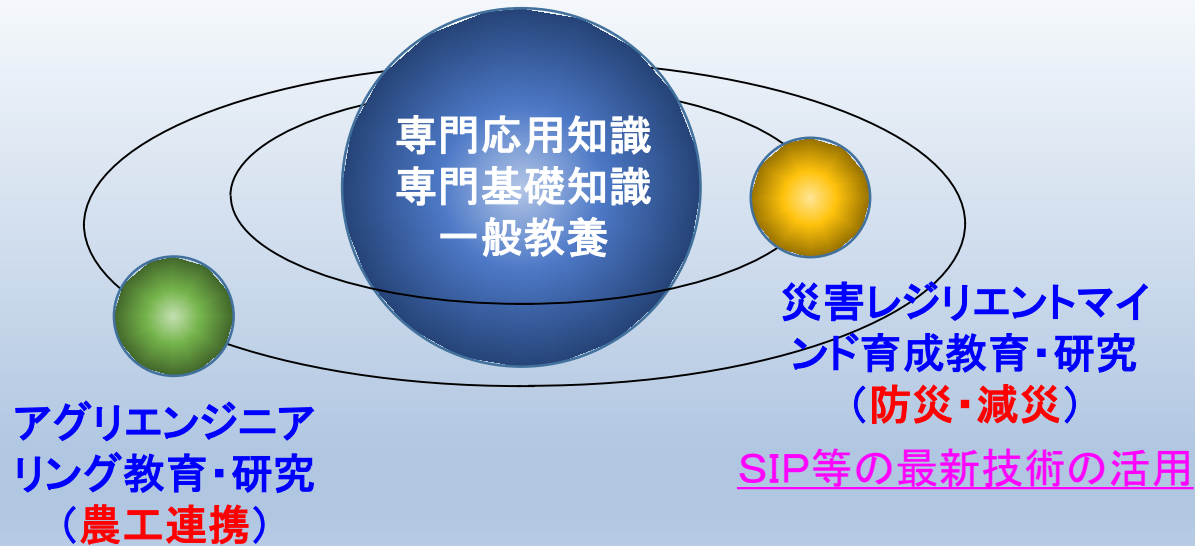 専門応用知識
専門基礎知識
一般教養
災害レジリエントマイ
ンド育成教育・研究
（防災・減災）
SIP等の最新技術の活用
アグリエンジニア
リング教育・研究
（農工連携）